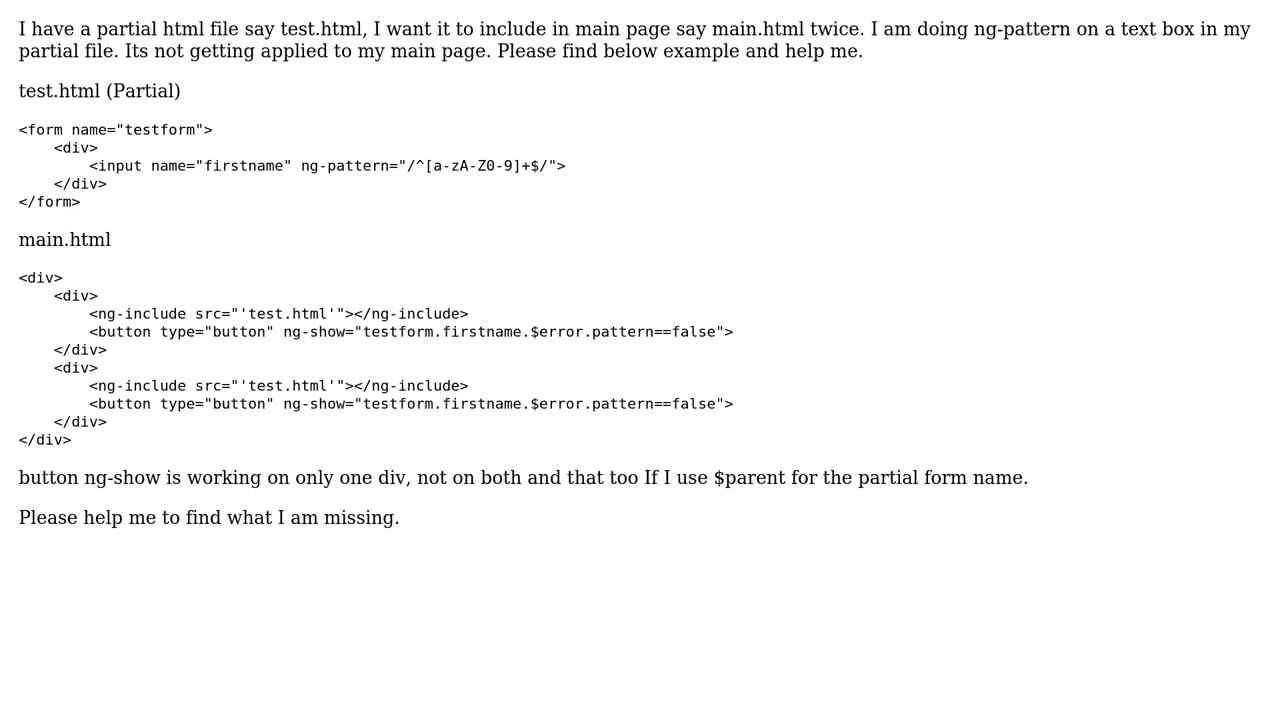 I have a partial html file say test.html, I want it to include in main page say main.html twice. I am doing ng-pattern on a text box in my
partial file. Its not getting applied to my main page. Please find below example and help me.
test.html (Partial)
<form name="testform">
    <div>
        <input name="firstname" ng-pattern="/^[a-zA-Z0-9]+$/">
    </div>
</form>
main.html
<div>
    <div>
        <ng-include src="'test.html'"></ng-include>
        <button type="button" ng-show="testform.firstname.$error.pattern==false">
    </div>
    <div>
        <ng-include src="'test.html'"></ng-include>
        <button type="button" ng-show="testform.firstname.$error.pattern==false">
    </div>
</div>
button ng-show is working on only one div, not on both and that too If I use $parent for the partial form name.
Please help me to find what I am missing.